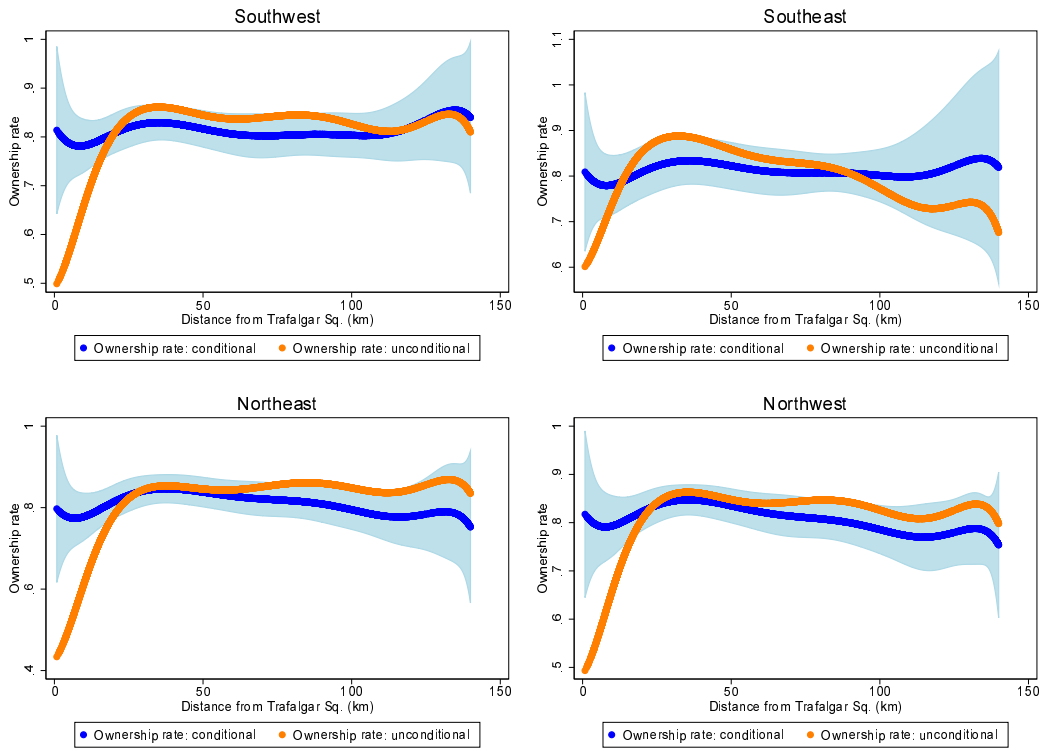 Southwest
Ownership rate
1
.9
.8
.7
.6
.5
0 50 100 150
Distance from Trafalgar Sq. (km)
Ownership rate: conditional Ownership rate: unconditional
Southeast
Ownership rate
1.1
1
.9
.8
.7
.6
0 50 100 150
Distance from Trafalgar Sq. (km)
Ownership rate: conditional Ownership rate: unconditional
Northeast
Ownership rate
1
.8
.6
.4
0 50 100 150
Distance from Trafalgar Sq. (km)
Ownership rate: conditional Ownership rate: unconditional
Northwest
Ownership rate
1
.9
.8
.7
.6
.5
0 50 100 150
Distance from Trafalgar Sq. (km)
Ownership rate: conditional Ownership rate: unconditional